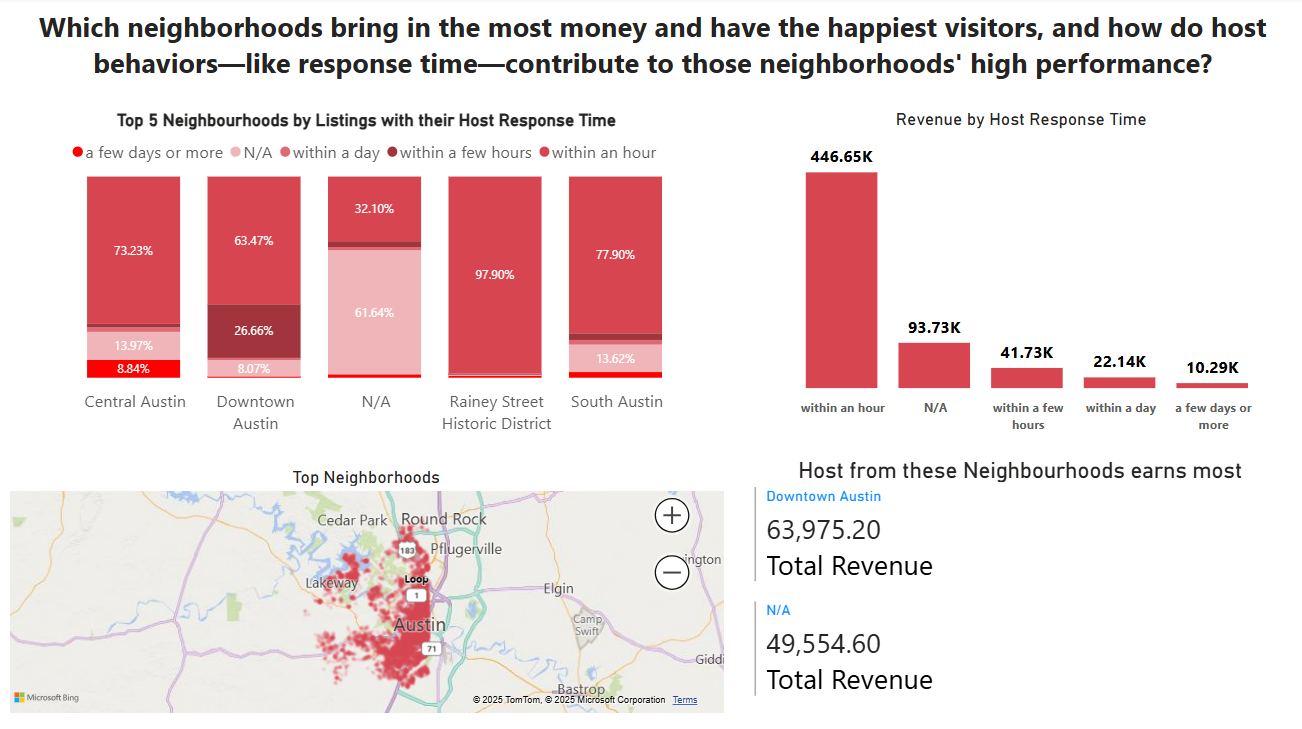 Which neighborhoods bring in the most money and have the happiest visitors, and how do host
behaviors—like response time—contribute to those neighborhoods' high performance?
Top 5 Neighbourhoods by Listings with their Host Response Time
a few days or more N/A within a day within a few hours within an hour
73.23%
13.97%
8.84%
63.47%
26.66%
8.07%
32.10%
61.64%
97.90%
77.90%
13.62%
Central Austin
Downtown
Austin
N/A
Rainey Street
Historic District
South Austin
Revenue by Host Response Time
446.65K
93.73K
41.73K
22.14K
10.29K
within an hour
N/A
within a few
hours
within a day
a few days or
more
Top Neighborhoods
Cedar Park
Round Rock
183
Pflugerville
ington
Lakeway
Loop
1
Elgin
Austin
Camp
Swift
71
Giddi
Bastrop
Microsoft Bing
© 2025 TomTom, © 2025 Microsoft Corporation Terms
Host from these Neighbourhoods earns most
Downtown Austin
63,975.20
Total Revenue
N/A
49,554.60
Total Revenue